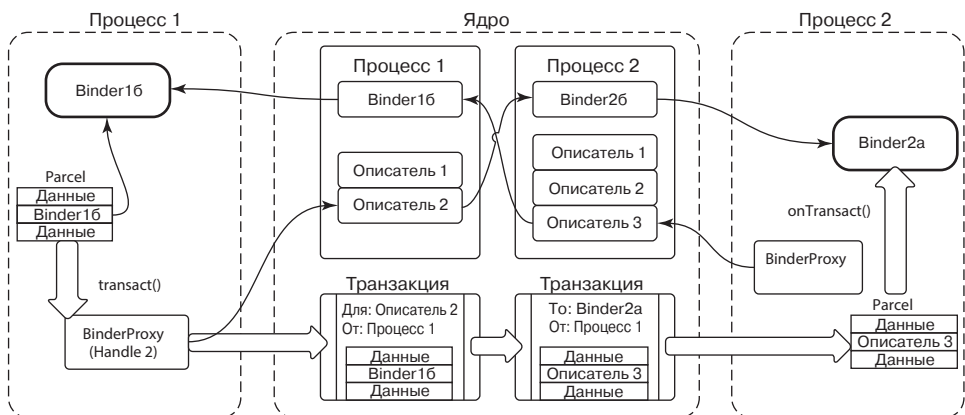 Процесс 1
Ядро
Процесс 2
Binder1б
Процесс 1
Binder1б
Описатель 1
Описатель 2
Процесс 2
Binder2б
Описатель 1
Описатель 2
Описатель 3
Binder2a
Parcel
Данные
Binder1б
Данные
transact()
BinderProxy
(Handle 2)
Транзакция
Для: Описатель 2
От: Процесс 1
Данные
Binder1б
Данные
Транзакция
То: Binder2a
От: Процесс 1
Данные
Описатель 3
Данные
onTransact()
BinderProxy
Parcel
Данные
Описатель 3
Данные